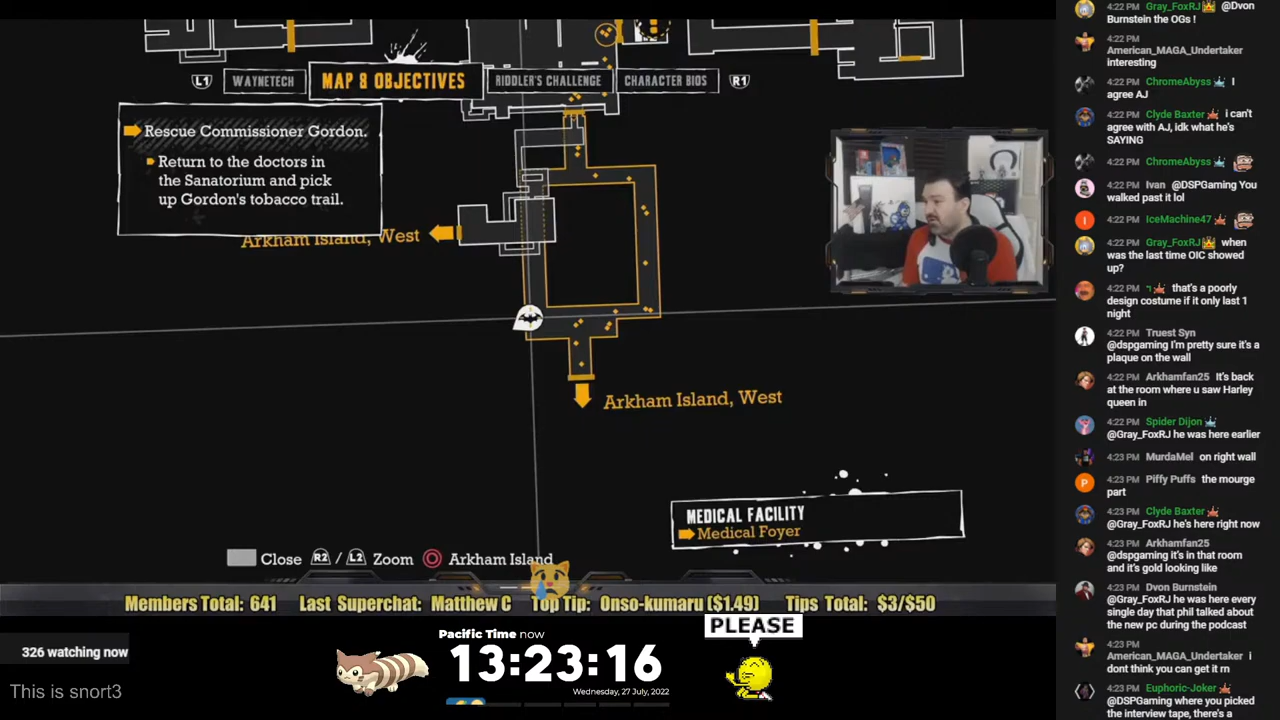 L1
WAYNETECH
MAP & OBJECTIVES
RIDDLER'S CHALLENGE
CHARACTER BIOS
R1
Rescue Commissioner Gordon.
Return to the doctors in
the Sanatorium and pick
up Gordon's tobacco trail.
Arkham Island, West
Arkham Island, West
MEDICAL FACILITY
Medical Foyer
Close R2 / L2 Zoom Arkham Island
Members Total: 641 Last Superchat: Matthew C Top Tip: Onso-kumaru ($1.49) Tips Total: $3/$50
326 watching now
This is snort3
Pacific Time now
13:23:16
Wednesday, 27 July, 2022
PLEASE
4:22 PM Gray_FoxRJ @Dvon
Burnstein the OGs !
4:22 PM
American_MAGA_Undertaker
interesting
4:22 PM ChromeAbyss I
agree AJ
4:22 PM Clyde Baxter i can't
agree with AJ, idk what he's
SAYING
4:22 PM ChromeAbyss
4:22 PM Ivan @DSPGaming You
walked past it lol
4:22 PM IceMachine47
4:22 PM Gray_FoxRJ when
was the last time OIC showed
up?
4:22 PM that's a poorly
design costume if it only last 1
night
4:22 PM Truest Syn
@dspgaming I'm pretty sure it's a
plaque on the wall
4:22 PM Arkhamfan25 It's back
at the room where u saw Harley
queen in
4:22 PM Spider Dijon
@Gray_FoxRJ he was here earlier
4:23 PM MurdaMel on right wall
4:23 PM Piffy Puffs the mourge
part
4:23 PM Clyde Baxter
@Gray_FoxRJ he's here right now
4:23 PM Arkhamfan25
@dspgaming it's in that room
and it's gold looking like
4:23 PM Dvon Burnstein
@Gray_FoxRJ he was here every
single day that phil talked about
the new pc during the podcast
4:23 PM
American_MAGA_Undertaker i
dont think you can get it rn
4:23 PM Euphoric-Joker
@DSPGaming where you picked
the interview tape, there's a